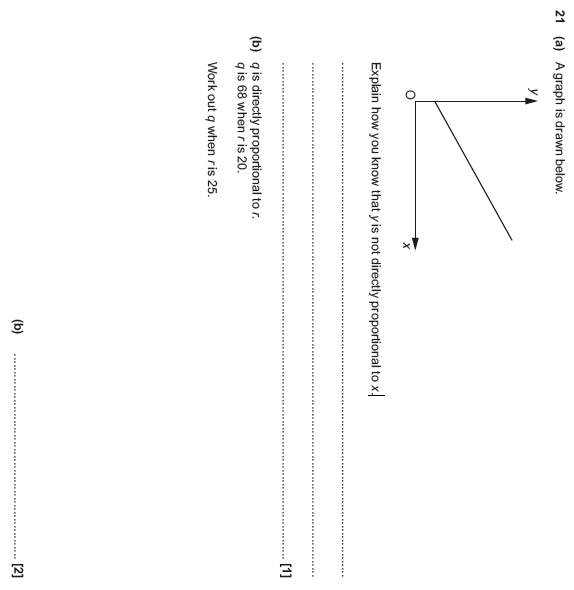 21 (a) A graph is drawn below.
y
O
x
Explain how you know that y is not directly proportional to x.
[1]
(b) q is directly proportional to r.
q is 68 when r is 20.
Work out q when r is 25.
(b) [2]